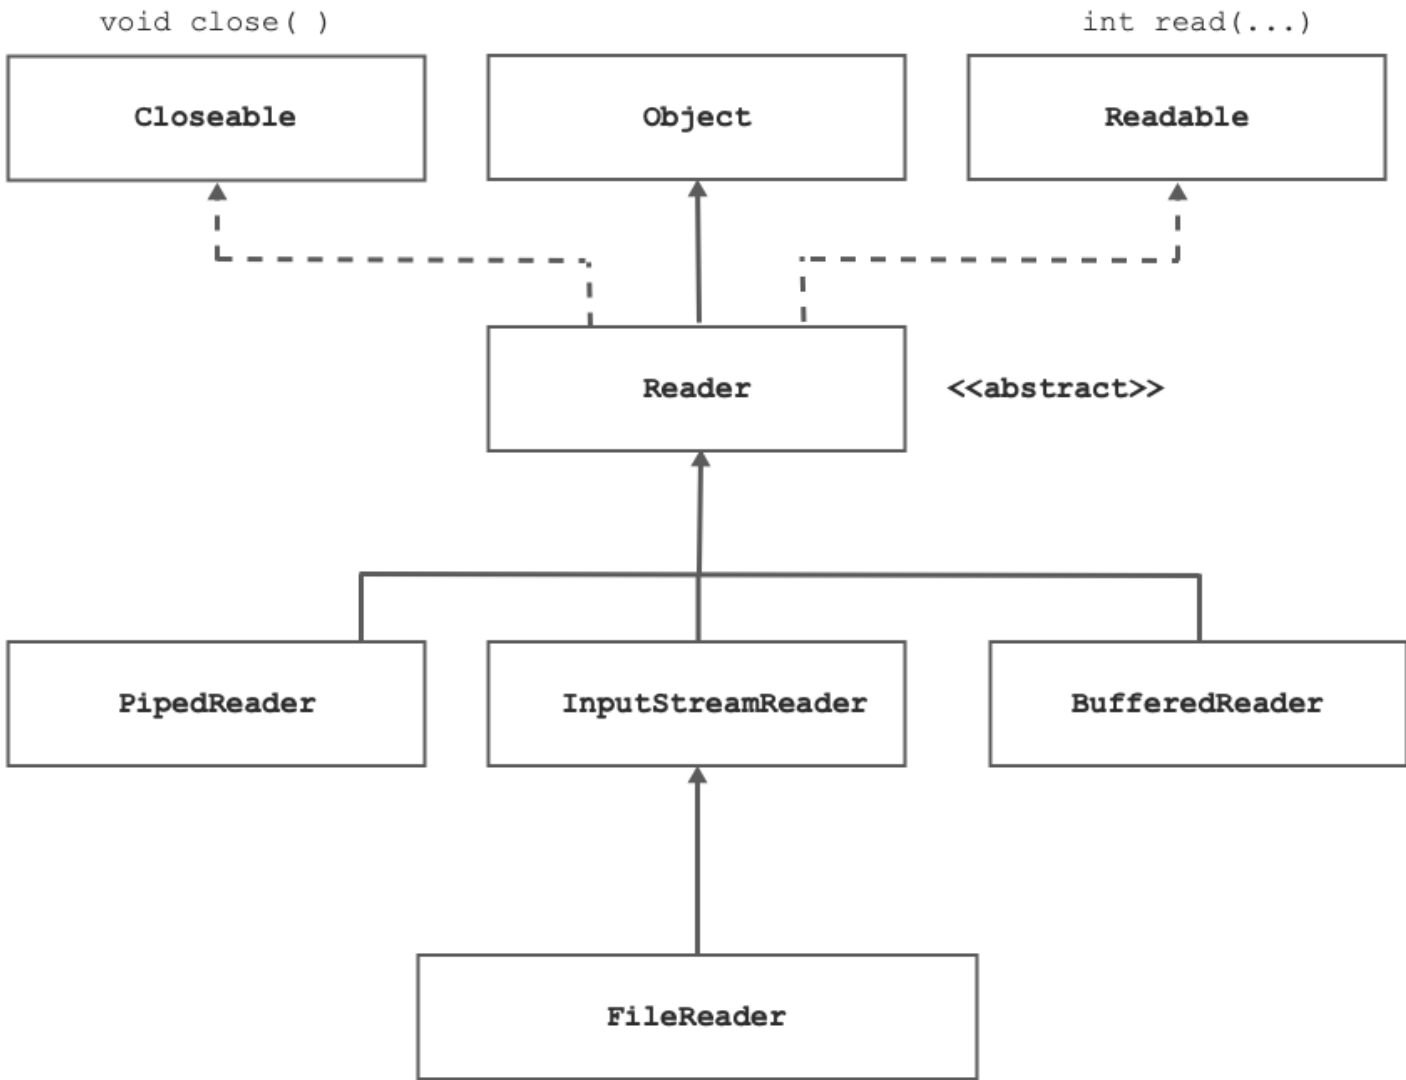 void close( )
int read(...)
Closeable
Object
Readable
Reader
<<abstract>>
PipedReader
InputStreamReader
BufferedReader
FileReader